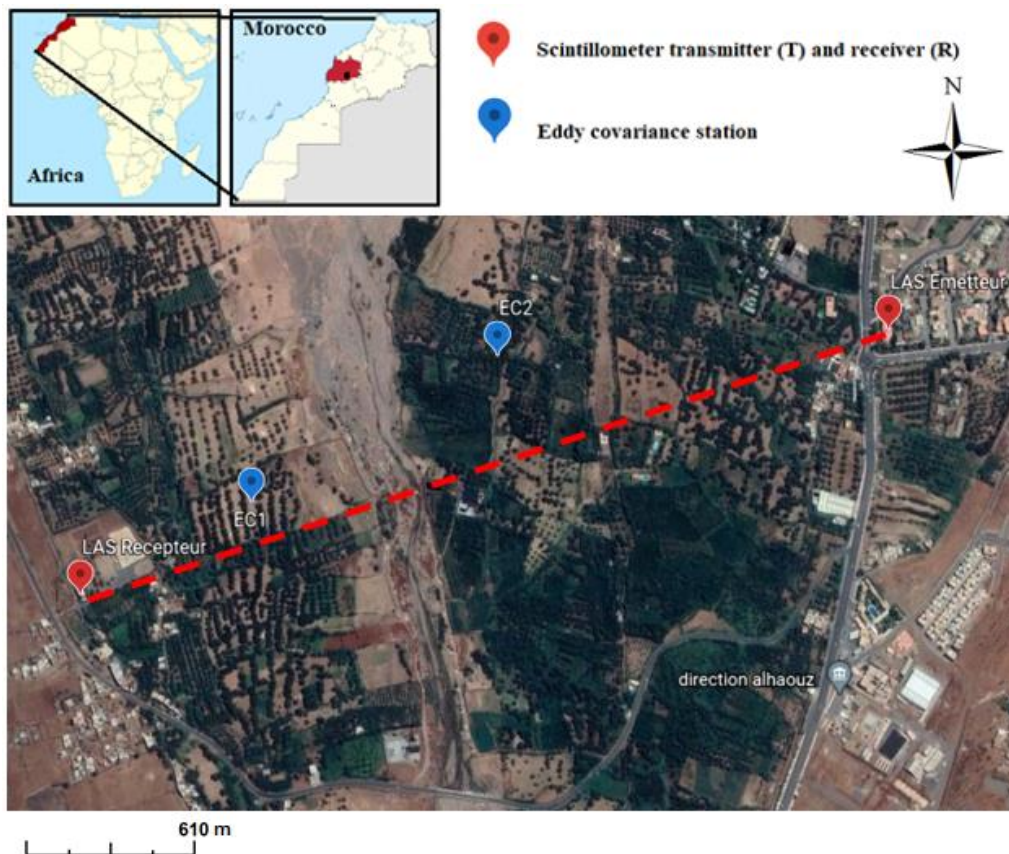 Morocco
Africa
Scintillometer transmitter (T) and receiver (R)
Eddy covariance station
N
LAS Emetteur
EC2
EC1
LAS Recepteur
direction alhaouz
610 m